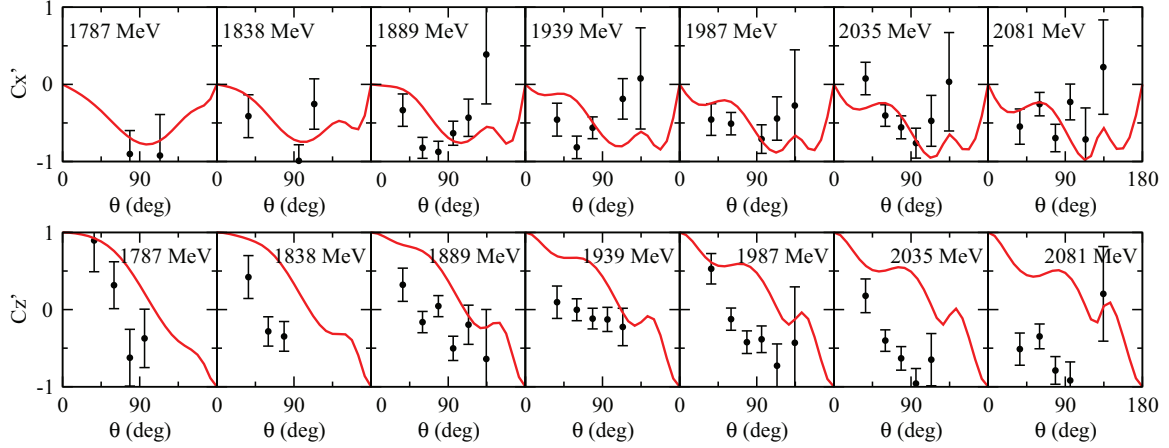 1
1787 MeV 1838 MeV 1889 MeV 1939 MeV 1987 MeV 2035 MeV 2081 MeV
Cx’
0
-1
0 90 0 90 0 90 0 90 0 90 0 90 0 90 180
θ (deg) θ (deg) θ (deg) θ (deg) θ (deg) θ (deg) θ (deg)
1
1787 MeV 1838 MeV 1889 MeV 1939 MeV 1987 MeV 2035 MeV 2081 MeV
Cz’
0
-1
0 90 0 90 0 90 0 90 0 90 0 90 0 90 180
θ (deg) θ (deg) θ (deg) θ (deg) θ (deg) θ (deg) θ (deg)